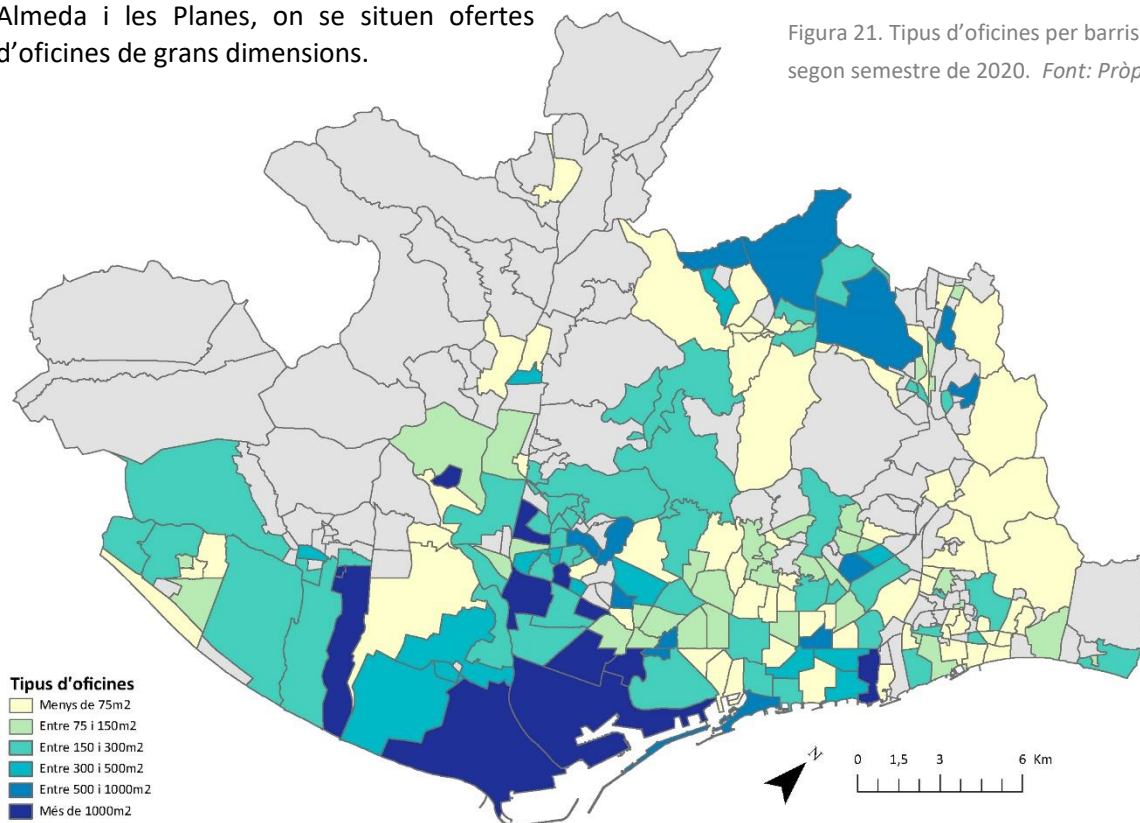 Almeda i les Planes, on se situen ofertes
d’oficines de grans dimensions.
Figura 21. Tipus d’oficines per barris
segon semestre de 2020. Font: Pròp
Tipus d'oficines
Menys de 75m2
Entre 75 i 150m2
Entre 150 i 300m2
Entre 300 i 500m2
Entre 500 i 1000m2
Més de 1000m2
N
0 1,5 3 6 Km